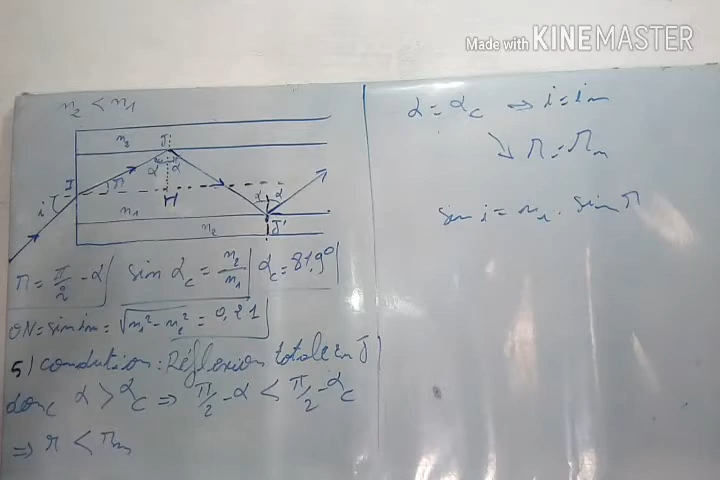 Made with KINEMASTER
n₂ < n₁
n₂
J
I
r
α α
i
H
α α
n₁
J'
n₂
r = π/2 - α | sin α_c = n₂/n₁ | α_c = 81,9° |
ON = sin i_m = √(n₁² - n₂²) = 0,21
5) condution : Réflexion totale en J
donc α > α_c ⇒ π/2 - α < π/2 - α_c
⇒ r < r_m
α = α_c ⇒ i = i_m
↘ r = r_m
sin i = n₁ . sin r